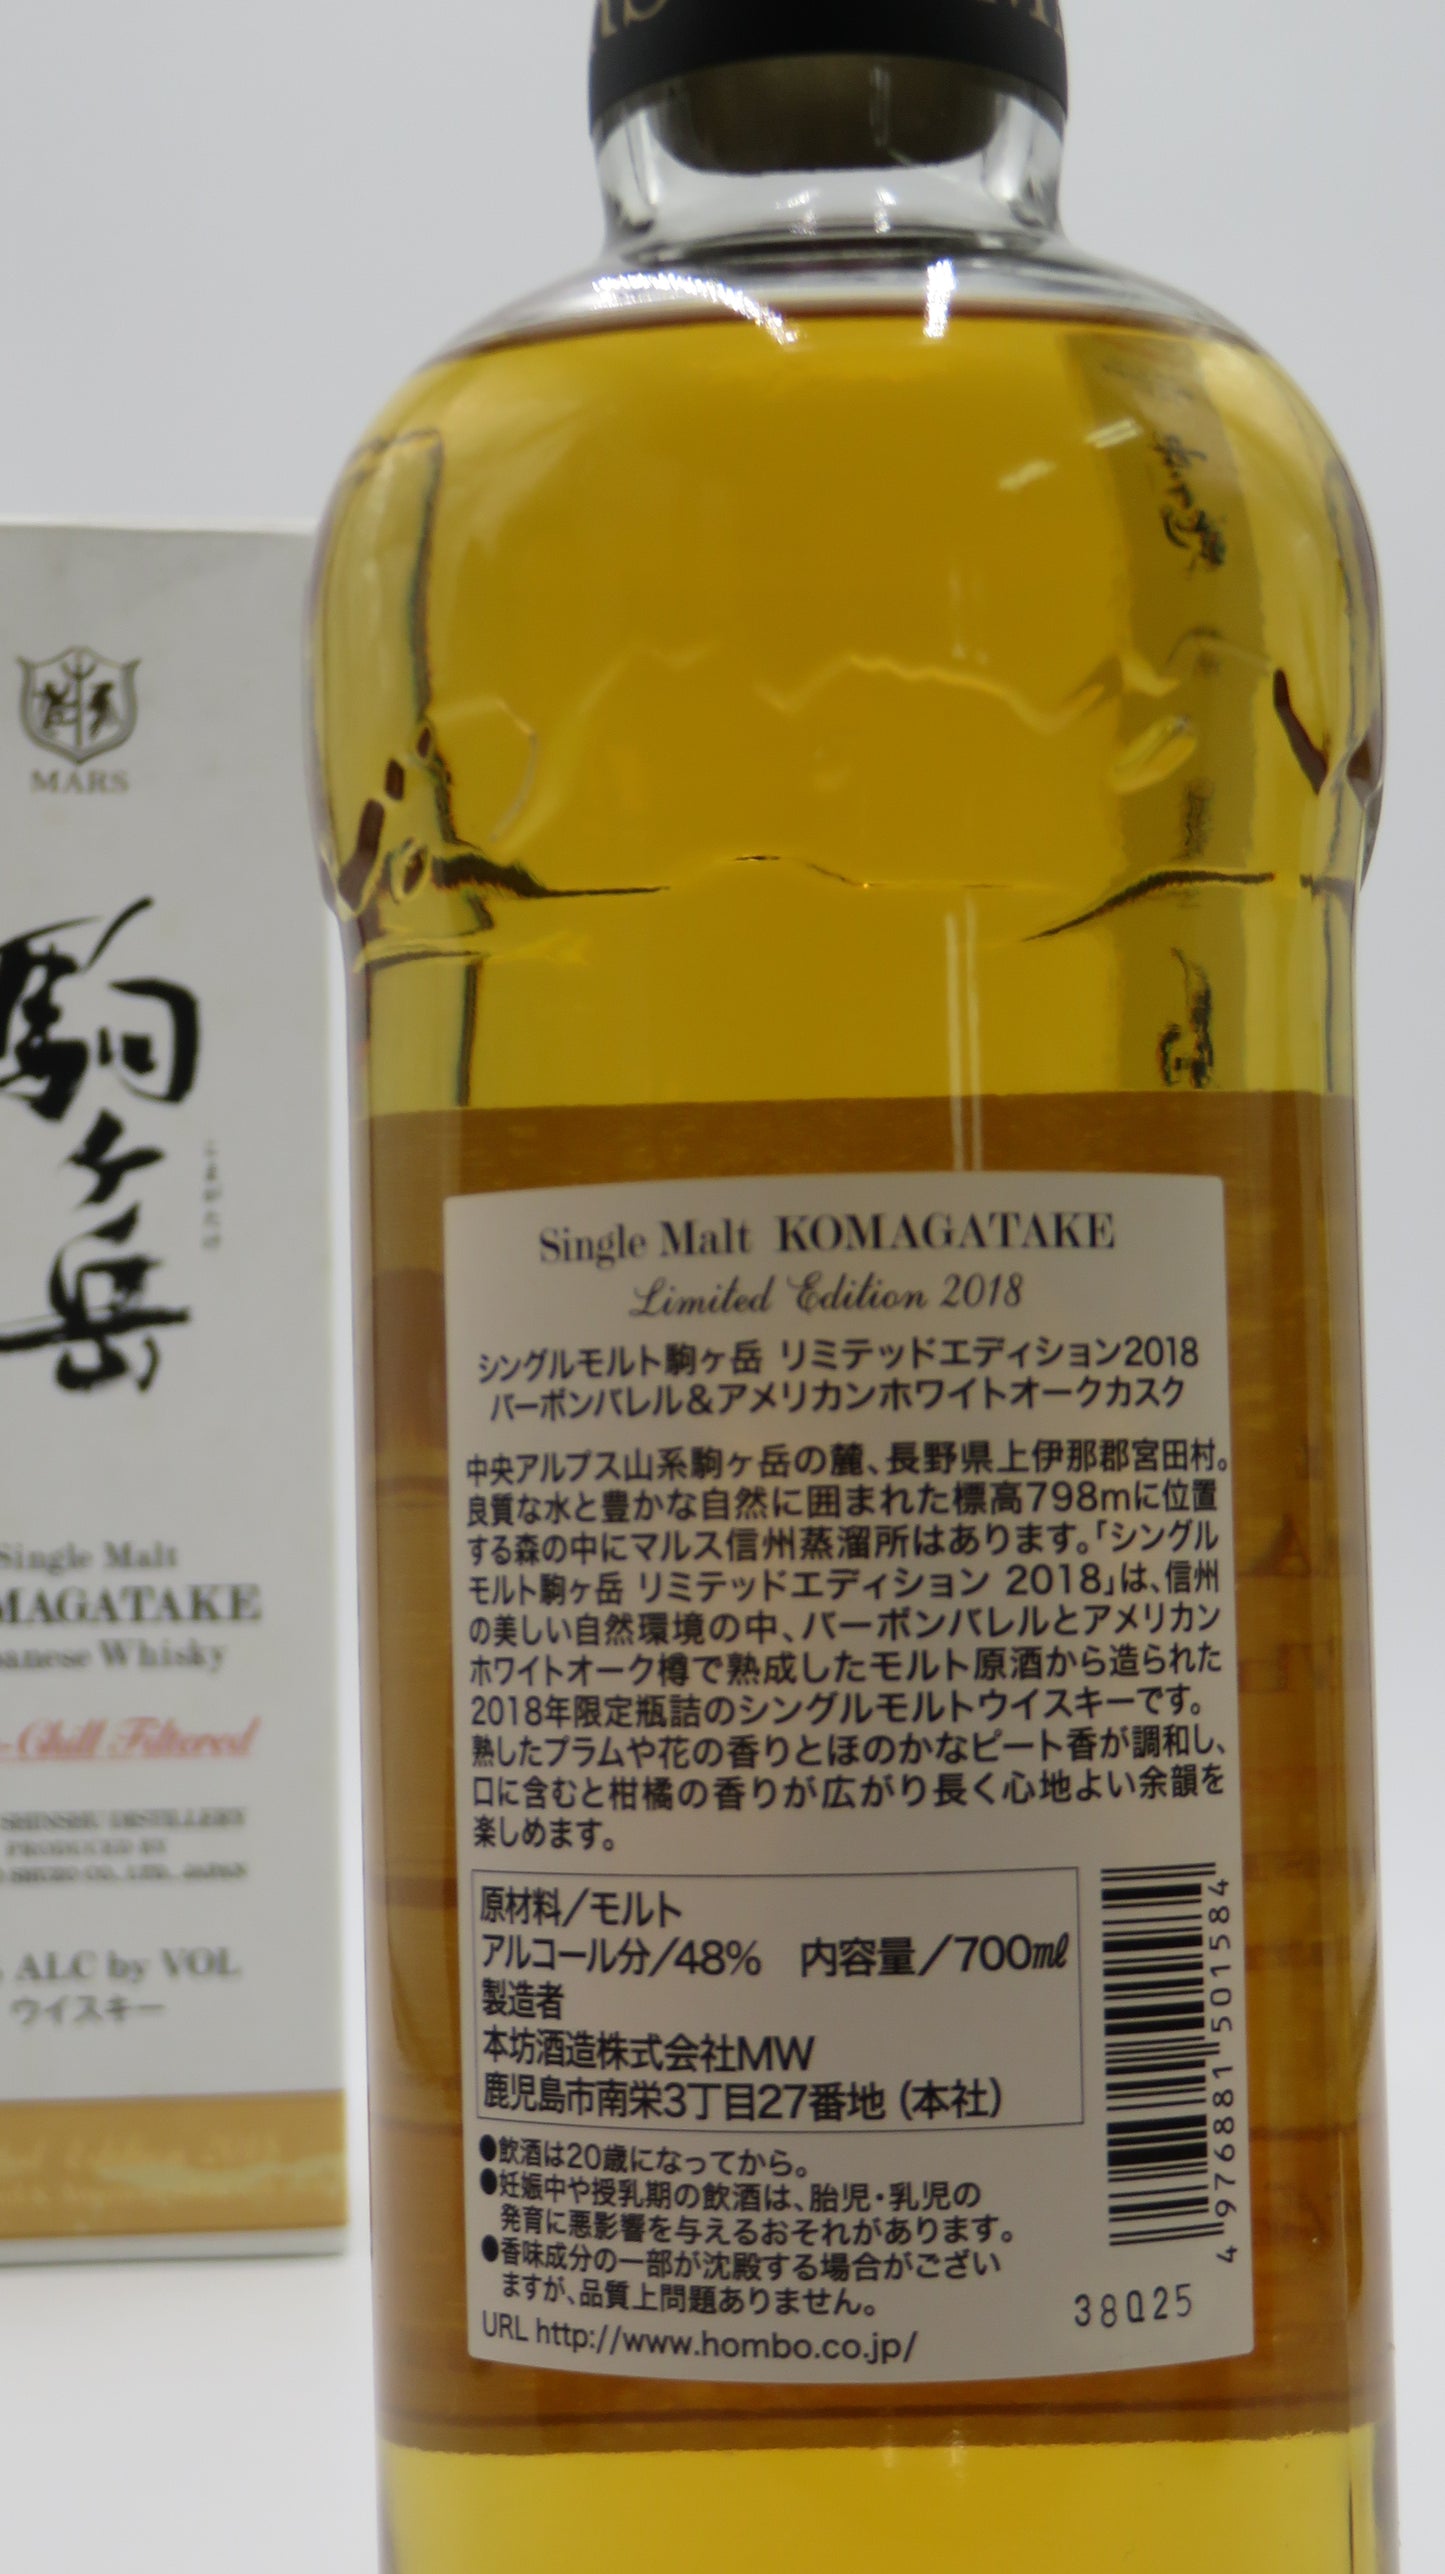 MARS
駒ヶ岳
こまがたけ
Single Malt
Whisky
Chill Filtered
SHINSHU DISTILLERY
PRODUCED BY
SHUZO CO., LTD. JAPAN
ALC by VOL
ウイスキー
Single Malt KOMAGATAKE
Limited Edition 2018
シングルモルト駒ヶ岳 リミテッドエディション2018
バーボンバレル&アメリカンホワイトオークカスク
中央アルプス山系駒ヶ岳の麓、長野県上伊那郡宮田村。
良質な水と豊かな自然に囲まれた標高798mに位置
する森の中にマルス信州蒸溜所はあります。「シングル
モルト駒ヶ岳 リミテッドエディション 2018」は、信州
の美しい自然環境の中、バーボンバレルとアメリカン
ホワイトオーク樽で熟成したモルト原酒から造られた
2018年限定瓶詰のシングルモルトウイスキーです。
熟したプラムや花の香りとほのかなピート香が調和し、
口に含むと柑橘の香りが広がり長く心地よい余韻を
楽しめます。
原材料/モルト
アルコール分/48% 内容量/700㎖
製造者
本坊酒造株式会社MW
鹿児島市南栄3丁目27番地(本社)
●飲酒は20歳になってから。
●妊娠中や授乳期の飲酒は、胎児・乳児の
発育に悪影響を与えるおそれがあります。
●香味成分の一部が沈殿する場合がござい
ますが、品質上問題ありません。
URL http://www.hombo.co.jp/
4 976881 501584
38Q25